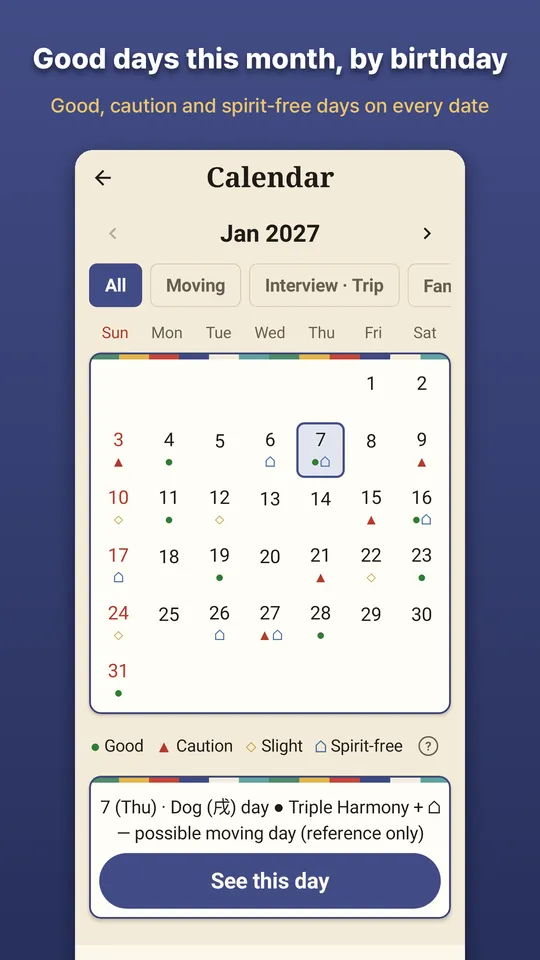 Good days this month, by birthday
Good, caution and spirit-free days on every date
Calendar
Jan 2027
All Moving Interview · Trip Fan
Sun Mon Tue Wed Thu Fri Sat
1 2
3 4 5 6 7 8 9
10 11 12 13 14 15 16
17 18 19 20 21 22 23
24 25 26 27 28 29 30
31
● Good ▲ Caution ◇ Slight ⌂ Spirit-free ?
7 (Thu) · Dog (戌) day ● Triple Harmony + ⌂
— possible moving day (reference only)
See this day